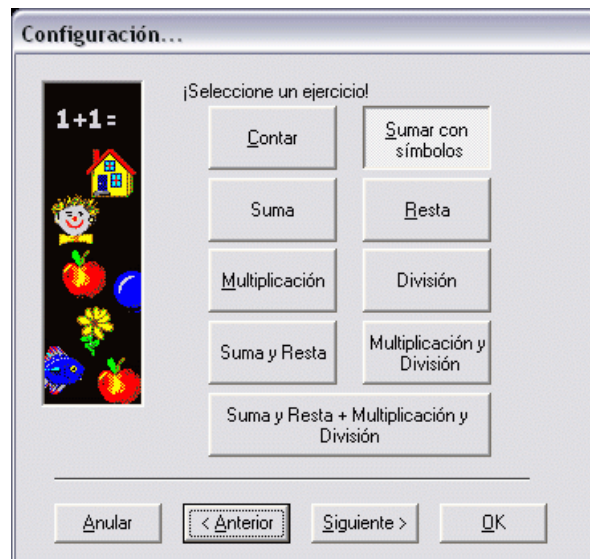 Configuración...
¡Seleccione un ejercicio!
1+1=
Contar
Sumar con
símbolos
Suma
Resta
Multiplicación
División
Suma y Resta
Multiplicación y
División
Suma y Resta + Multiplicación y
División
Anular
< Anterior
Siguiente >
OK